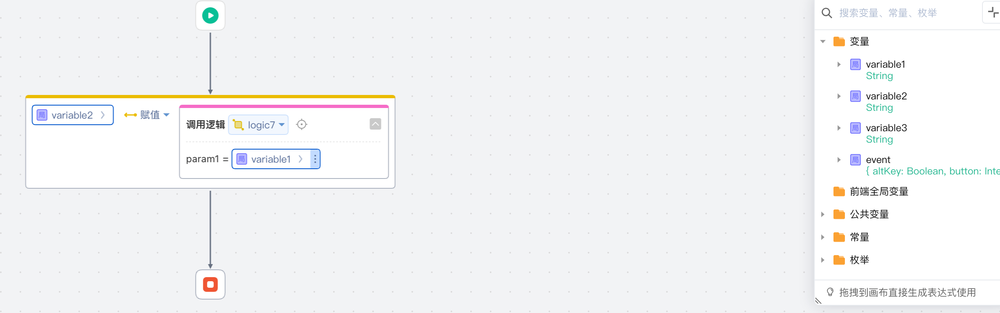 局 variable2
赋值
调用逻辑 logic7
param1 = 局 variable1
搜索变量、常量、枚举
变量
局 variable1
String
局 variable2
String
局 variable3
String
局 event
{ altKey: Boolean, button: Inte
前端全局变量
公共变量
常量
枚举
拖拽到画布直接生成表达式使用